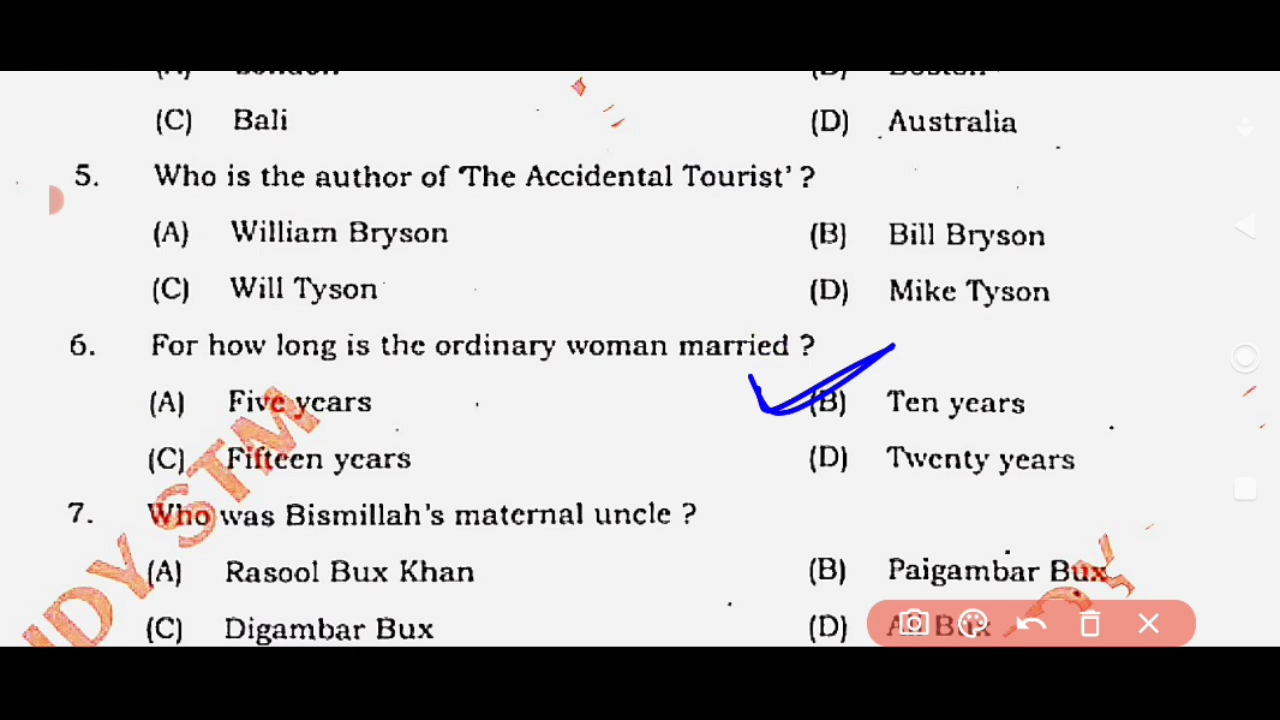 (C) Bali (D) Australia
5. Who is the author of 'The Accidental Tourist' ?
(A) William Bryson (B) Bill Bryson
(C) Will Tyson (D) Mike Tyson
6. For how long is the ordinary woman married ?
(A) Five years (B) Ten years
(C) Fifteen years (D) Twenty years
7. Who was Bismillah's maternal uncle ?
(A) Rasool Bux Khan (B) Paigambar Bux
(C) Digambar Bux (D) Ali Bux